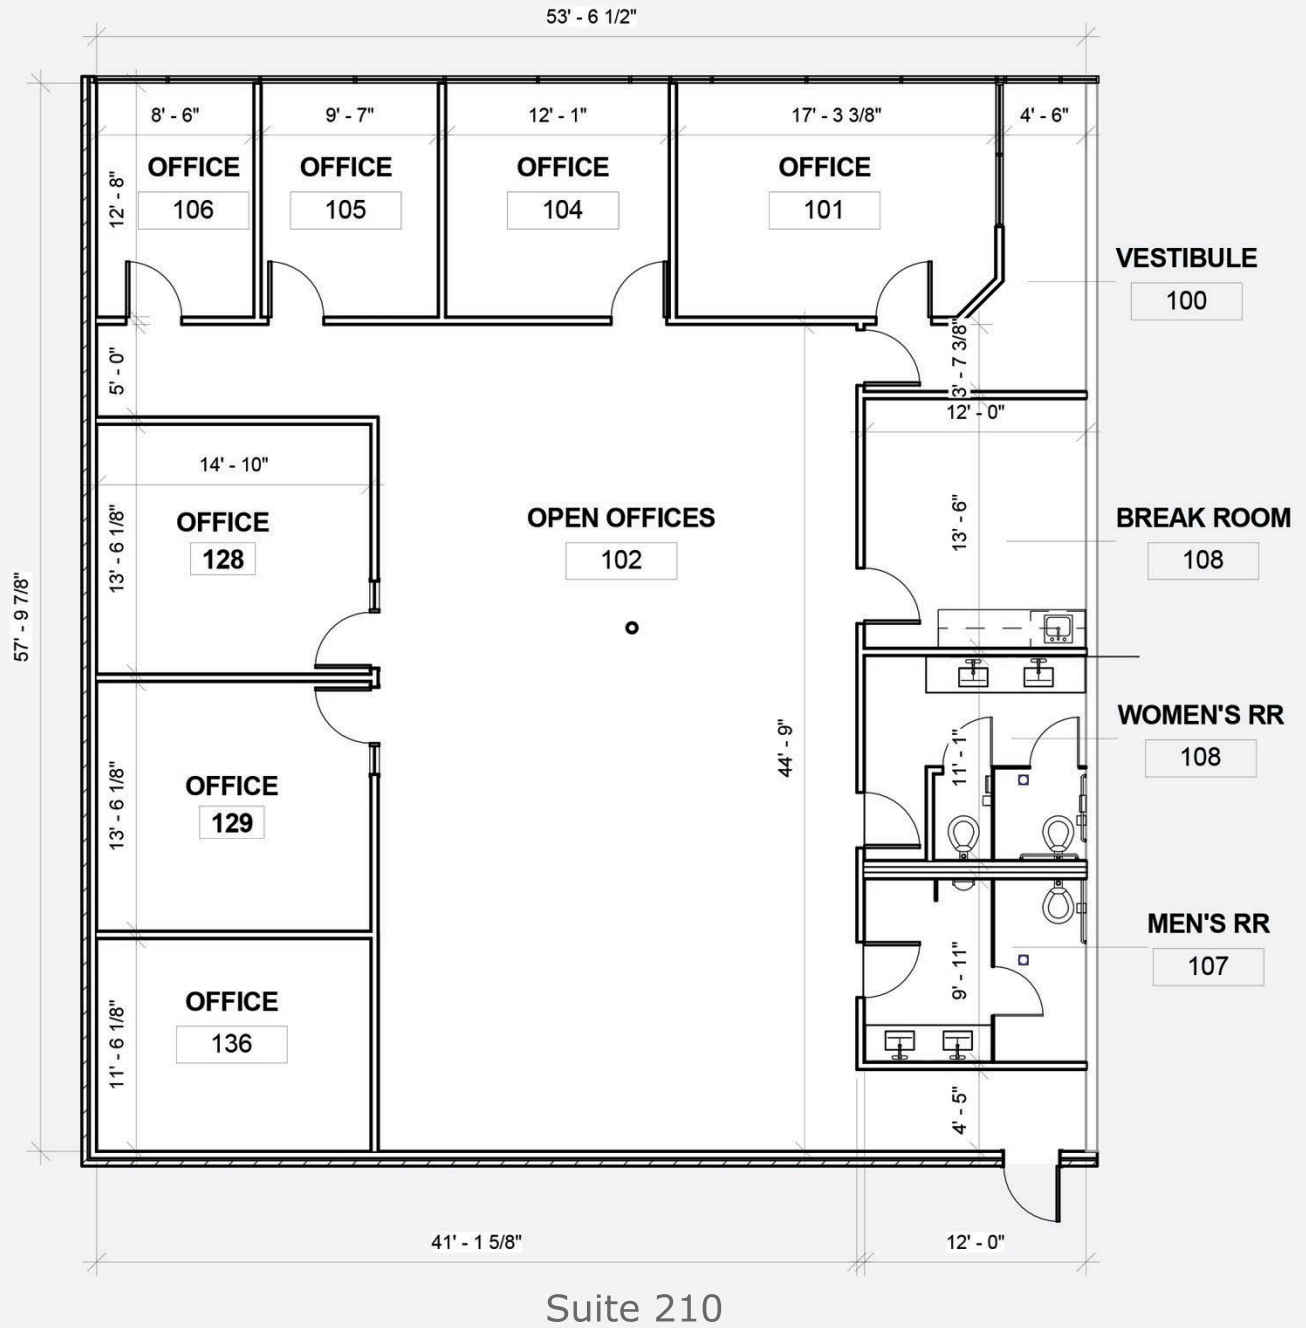 53' - 6 1/2"
8' - 6"
9' - 7"
12' - 1"
17' - 3 3/8"
4' - 6"
12' - 8"
OFFICE
106
OFFICE
105
OFFICE
104
OFFICE
101
VESTIBULE
100
5' - 0"
3' - 7 3/8"
12' - 0"
14' - 10"
OFFICE
128
13' - 6 1/8"
OPEN OFFICES
102
13' - 6"
BREAK ROOM
108
57' - 9 7/8"
44' - 9"
11' - 1"
WOMEN'S RR
108
OFFICE
129
13' - 6 1/8"
MEN'S RR
107
9' - 11"
OFFICE
136
11' - 6 1/8"
4' - 5"
41' - 1 5/8"
12' - 0"
Suite 210